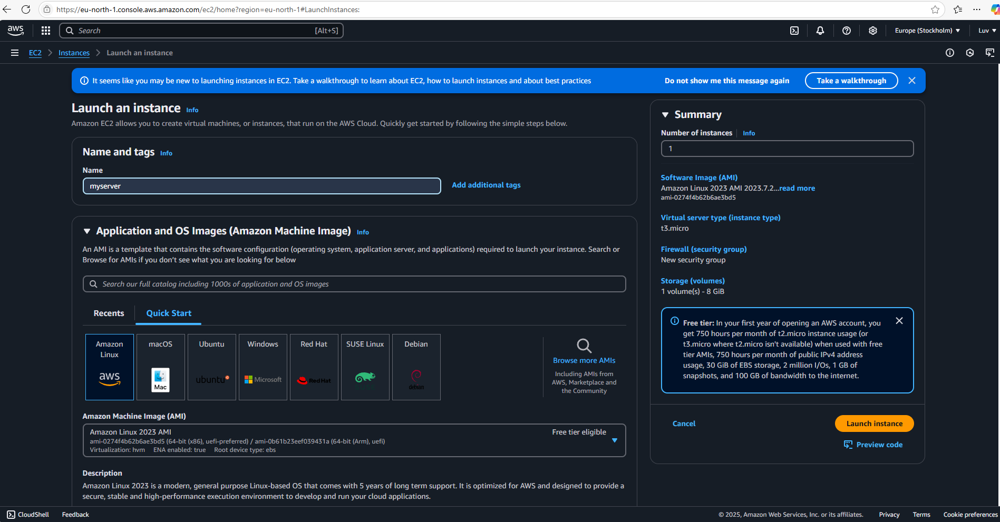 https://eu-north-1.console.aws.amazon.com/ec2/home?region=eu-north-1#LaunchInstances:
aws
Search
[Alt+S]
Europe (Stockholm)
Luv
EC2
Instances
Launch an instance
It seems like you may be new to launching instances in EC2. Take a walkthrough to learn about EC2, how to launch instances and about best practices
Do not show me this message again
Take a walkthrough
Launch an instance Info
Amazon EC2 allows you to create virtual machines, or instances, that run on the AWS Cloud. Quickly get started by following the simple steps below.
Name and tags Info
Name
myserver
Add additional tags
Application and OS Images (Amazon Machine Image) Info
An AMI is a template that contains the software configuration (operating system, application server, and applications) required to launch your instance. Search or
Browse for AMIs if you don't see what you are looking for below
Search our full catalog including 1000s of application and OS images
Recents
Quick Start
Amazon
Linux
aws
macOS
Mac
Ubuntu
ubuntu
Windows
Microsoft
Red Hat
Red Hat
SUSE Linux
Debian
debian
Browse more AMIs
Including AMIs from
AWS, Marketplace and
the Community
Amazon Machine Image (AMI)
Amazon Linux 2023 AMI
Free tier eligible
ami-0274f4b62b6ae3bd5 (64-bit (x86), uefi-preferred) / ami-0b61b23eef039431a (64-bit (Arm), uefi)
Virtualization: hvm ENA enabled: true Root device type: ebs
Description
Amazon Linux 2023 is a modern, general purpose Linux-based OS that comes with 5 years of long term support. It is optimized for AWS and designed to provide a
secure, stable and high-performance execution environment to develop and run your cloud applications.
Summary
Number of instances Info
1
Software Image (AMI)
Amazon Linux 2023 AMI 2023.7.2...read more
ami-0274f4b62b6ae3bd5
Virtual server type (instance type)
t3.micro
Firewall (security group)
New security group
Storage (volumes)
1 volume(s) - 8 GiB
Free tier: In your first year of opening an AWS account, you
get 750 hours per month of t2.micro instance usage (or
t3.micro where t2.micro isn't available) when used with free
tier AMIs, 750 hours per month of public IPv4 address
usage, 30 GiB of EBS storage, 2 million I/Os, 1 GB of
snapshots, and 100 GB of bandwidth to the internet.
Cancel
Launch instance
Preview code
CloudShell
Feedback
© 2025, Amazon Web Services, Inc. or its affiliates.
Privacy
Terms
Cookie preferences